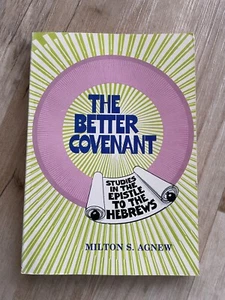 THE
BETTER
COVENANT
STUDIES
IN THE
EPISTLE
TO THE
HEBREWS
MILTON S. AGNEW